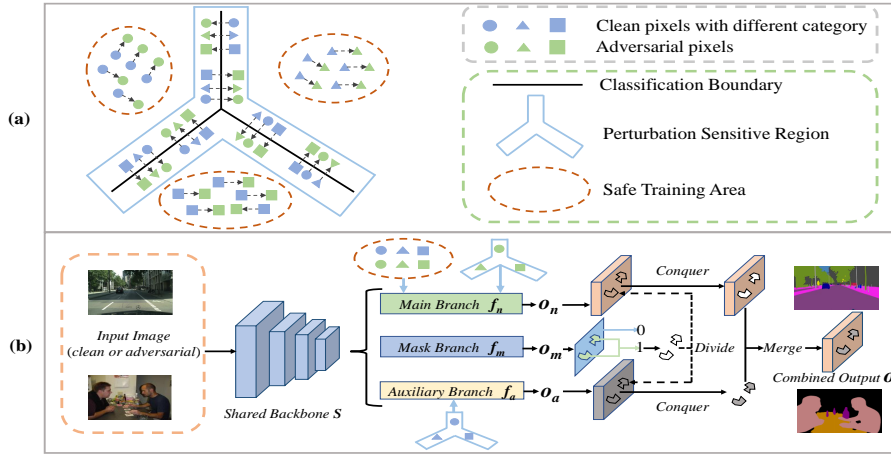 (a)
Clean pixels with different category
Adversarial pixels
Classification Boundary
Perturbation Sensitive Region
Safe Training Area
(b)
Input Image
(clean or adversarial)
Shared Backbone S
Main Branch f_n
Mask Branch f_m
Auxiliary Branch f_a
o_n
o_m
o_a
0
1
Conquer
Divide
Conquer
Merge
Combined Output o